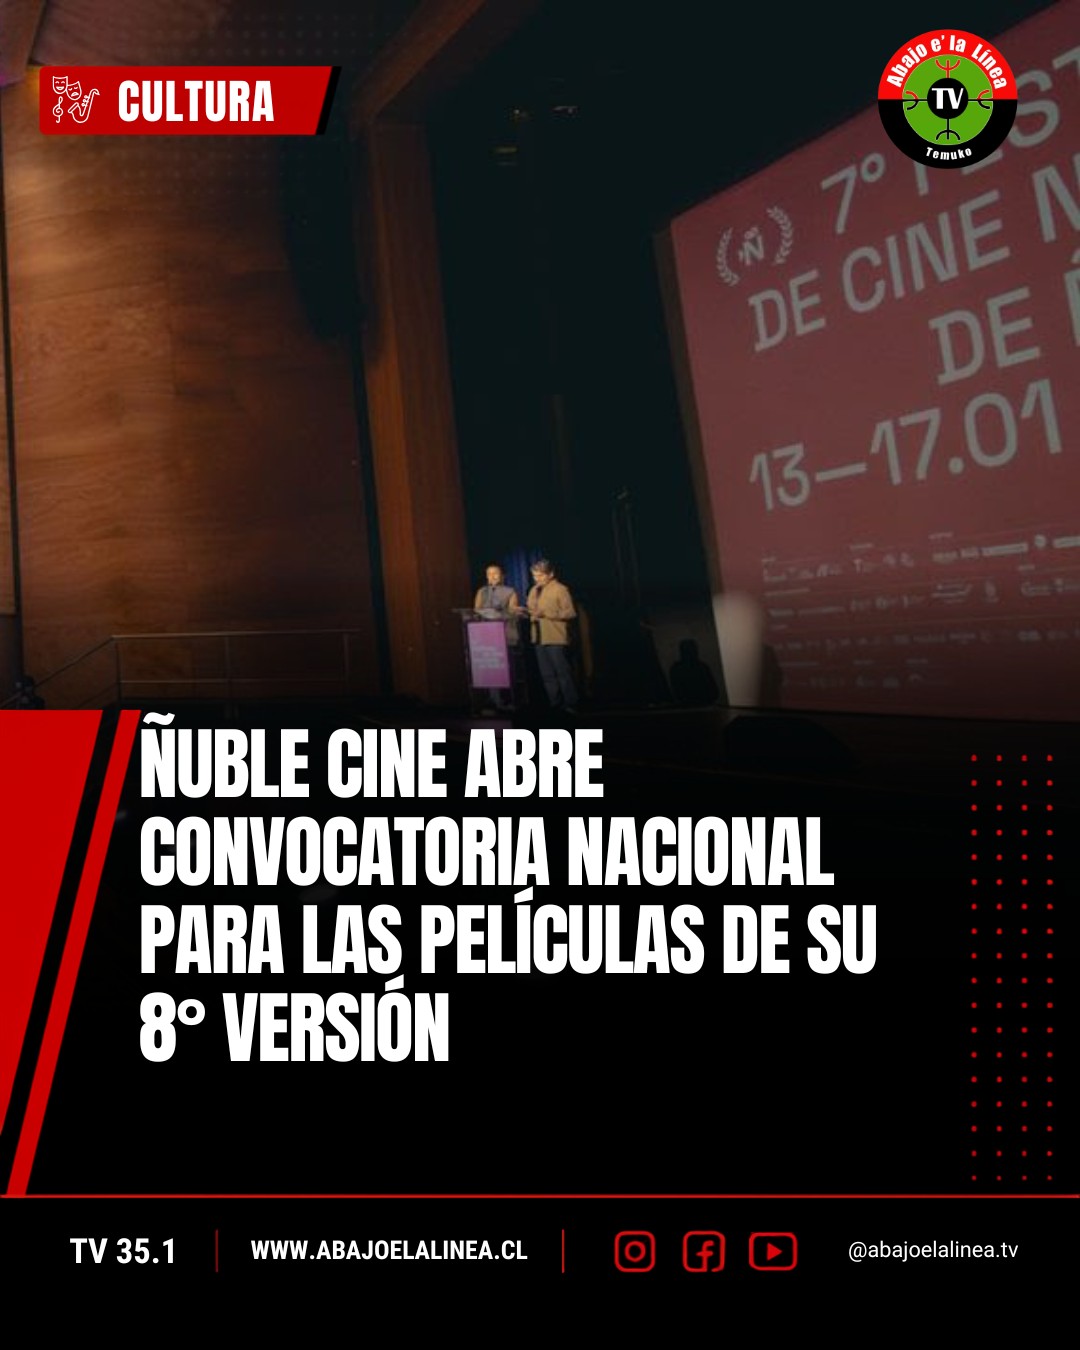 CULTURA
Abajo e' la Línea
TV
Temuko
7°
Ñ
DE CINE
DE
13—17.01
ÑUBLE CINE ABRE
CONVOCATORIA NACIONAL
PARA LAS PELÍCULAS DE SU
8° VERSIÓN
TV 35.1
WWW.ABAJOELALINEA.CL
@abajoelalinea.tv